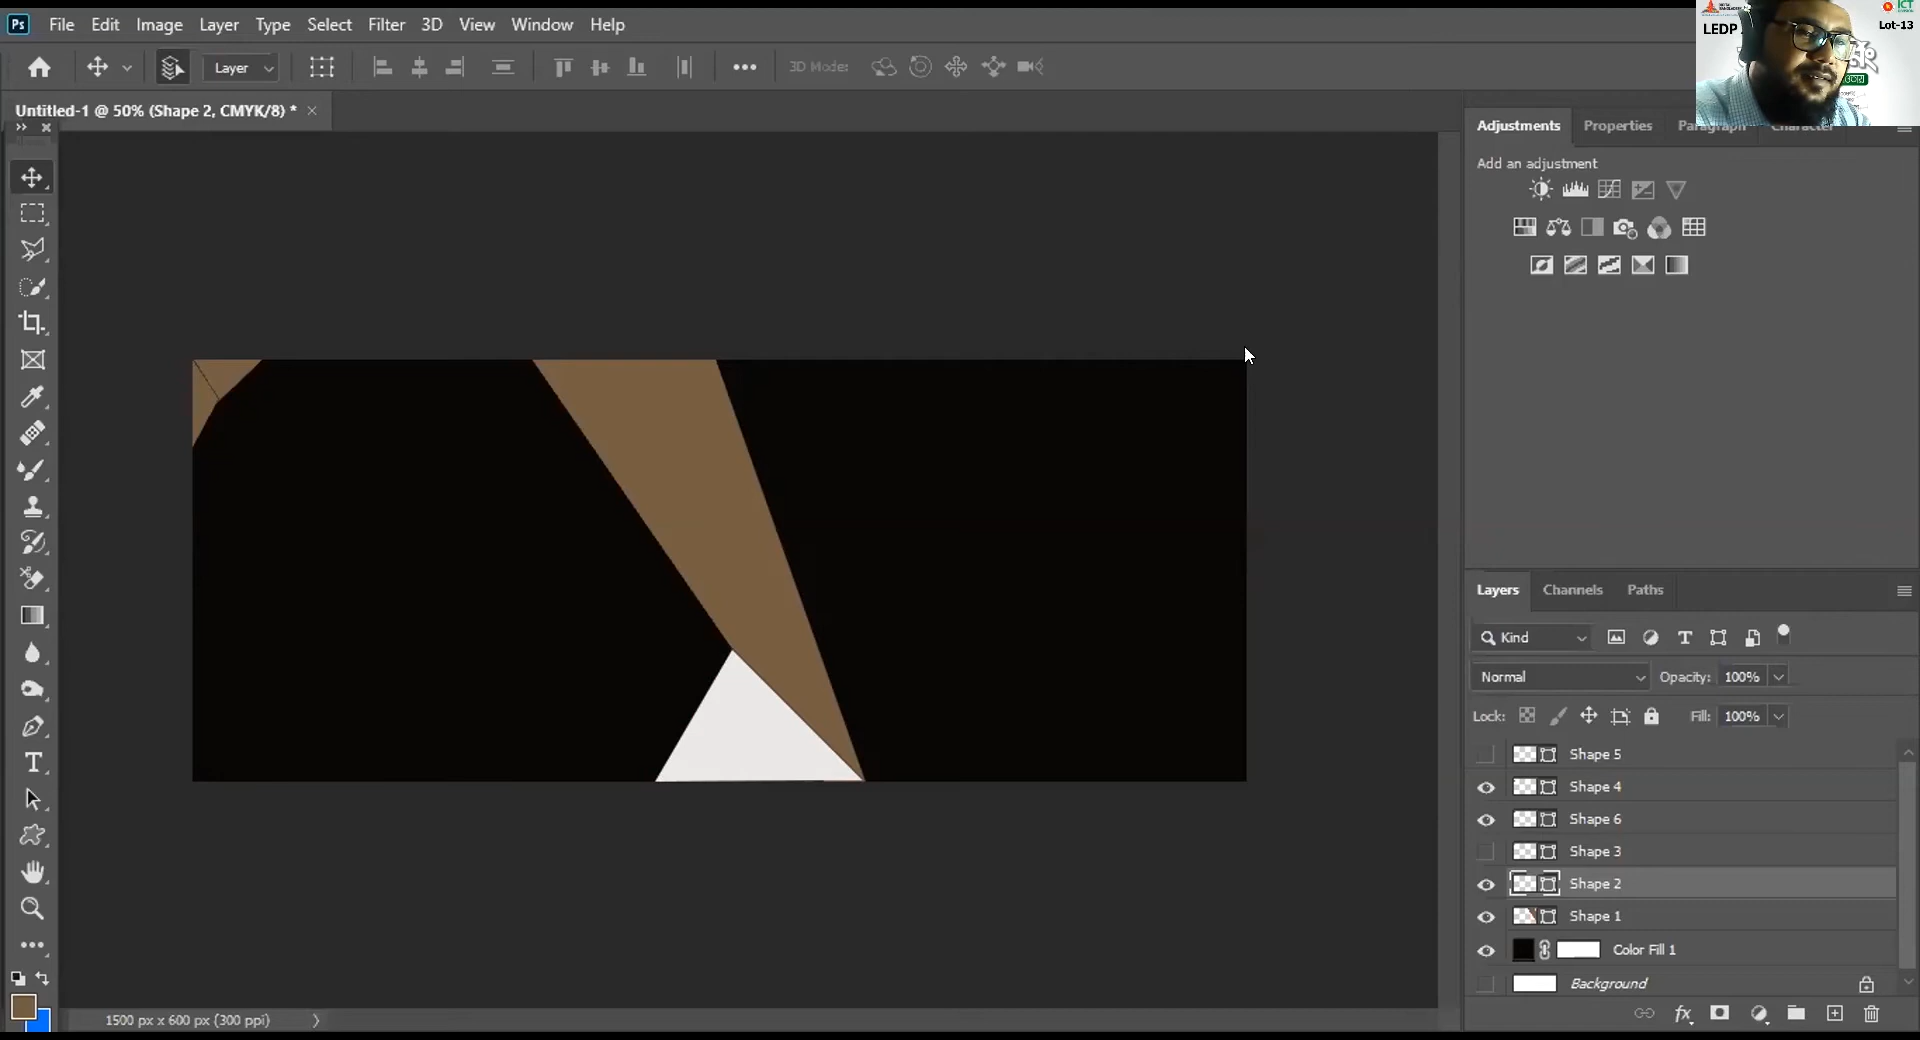 Ps File Edit Image Layer Type Select Filter 3D View Window Help
Layer 3D Mode:
LEDP
ICT
Lot-13
Untitled-1 @ 50% (Shape 2, CMYK/8) *
Adjustments Properties Paragraph Character
Add an adjustment
Layers Channels Paths
Kind T
Normal Opacity: 100%
Lock: Fill: 100%
Shape 5
Shape 4
Shape 6
Shape 3
Shape 2
Shape 1
Color Fill 1
Background
fx
1500 px x 600 px (300 ppi)